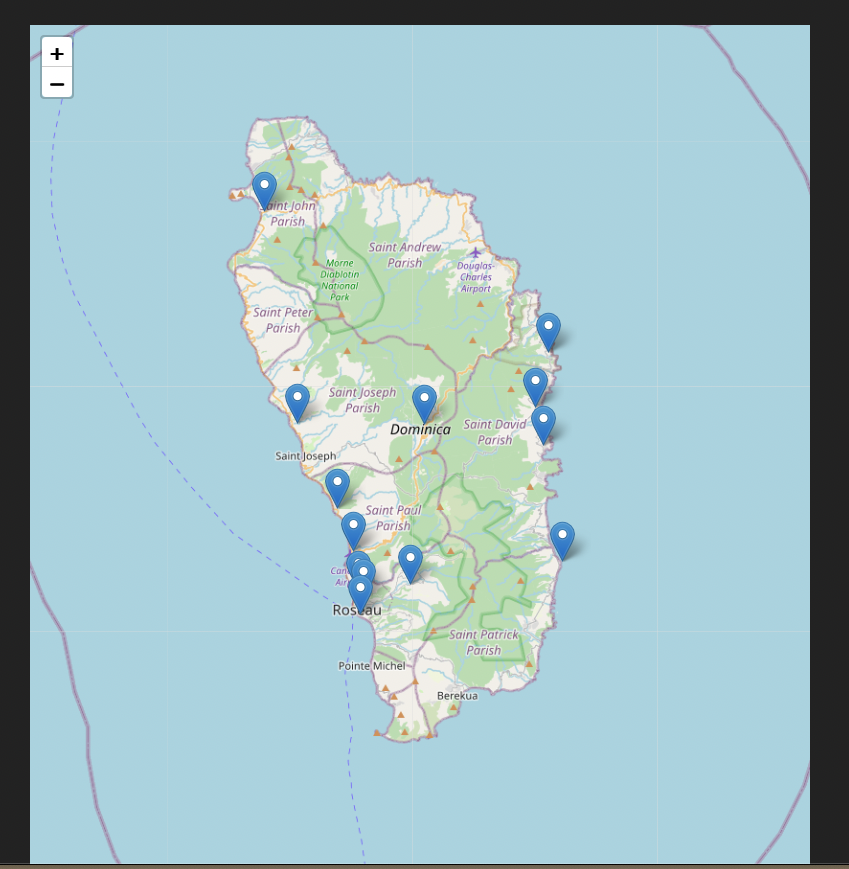 +
−
Saint John
Parish
Saint Andrew
Parish
Morne
Diablotin
National
Park
Douglas-
Charles
Airport
Saint Peter
Parish
Saint Joseph
Parish
Dominica
Saint David
Parish
Saint Joseph
Saint Paul
Parish
Roseau
Saint Patrick
Parish
Pointe Michel
Berekua